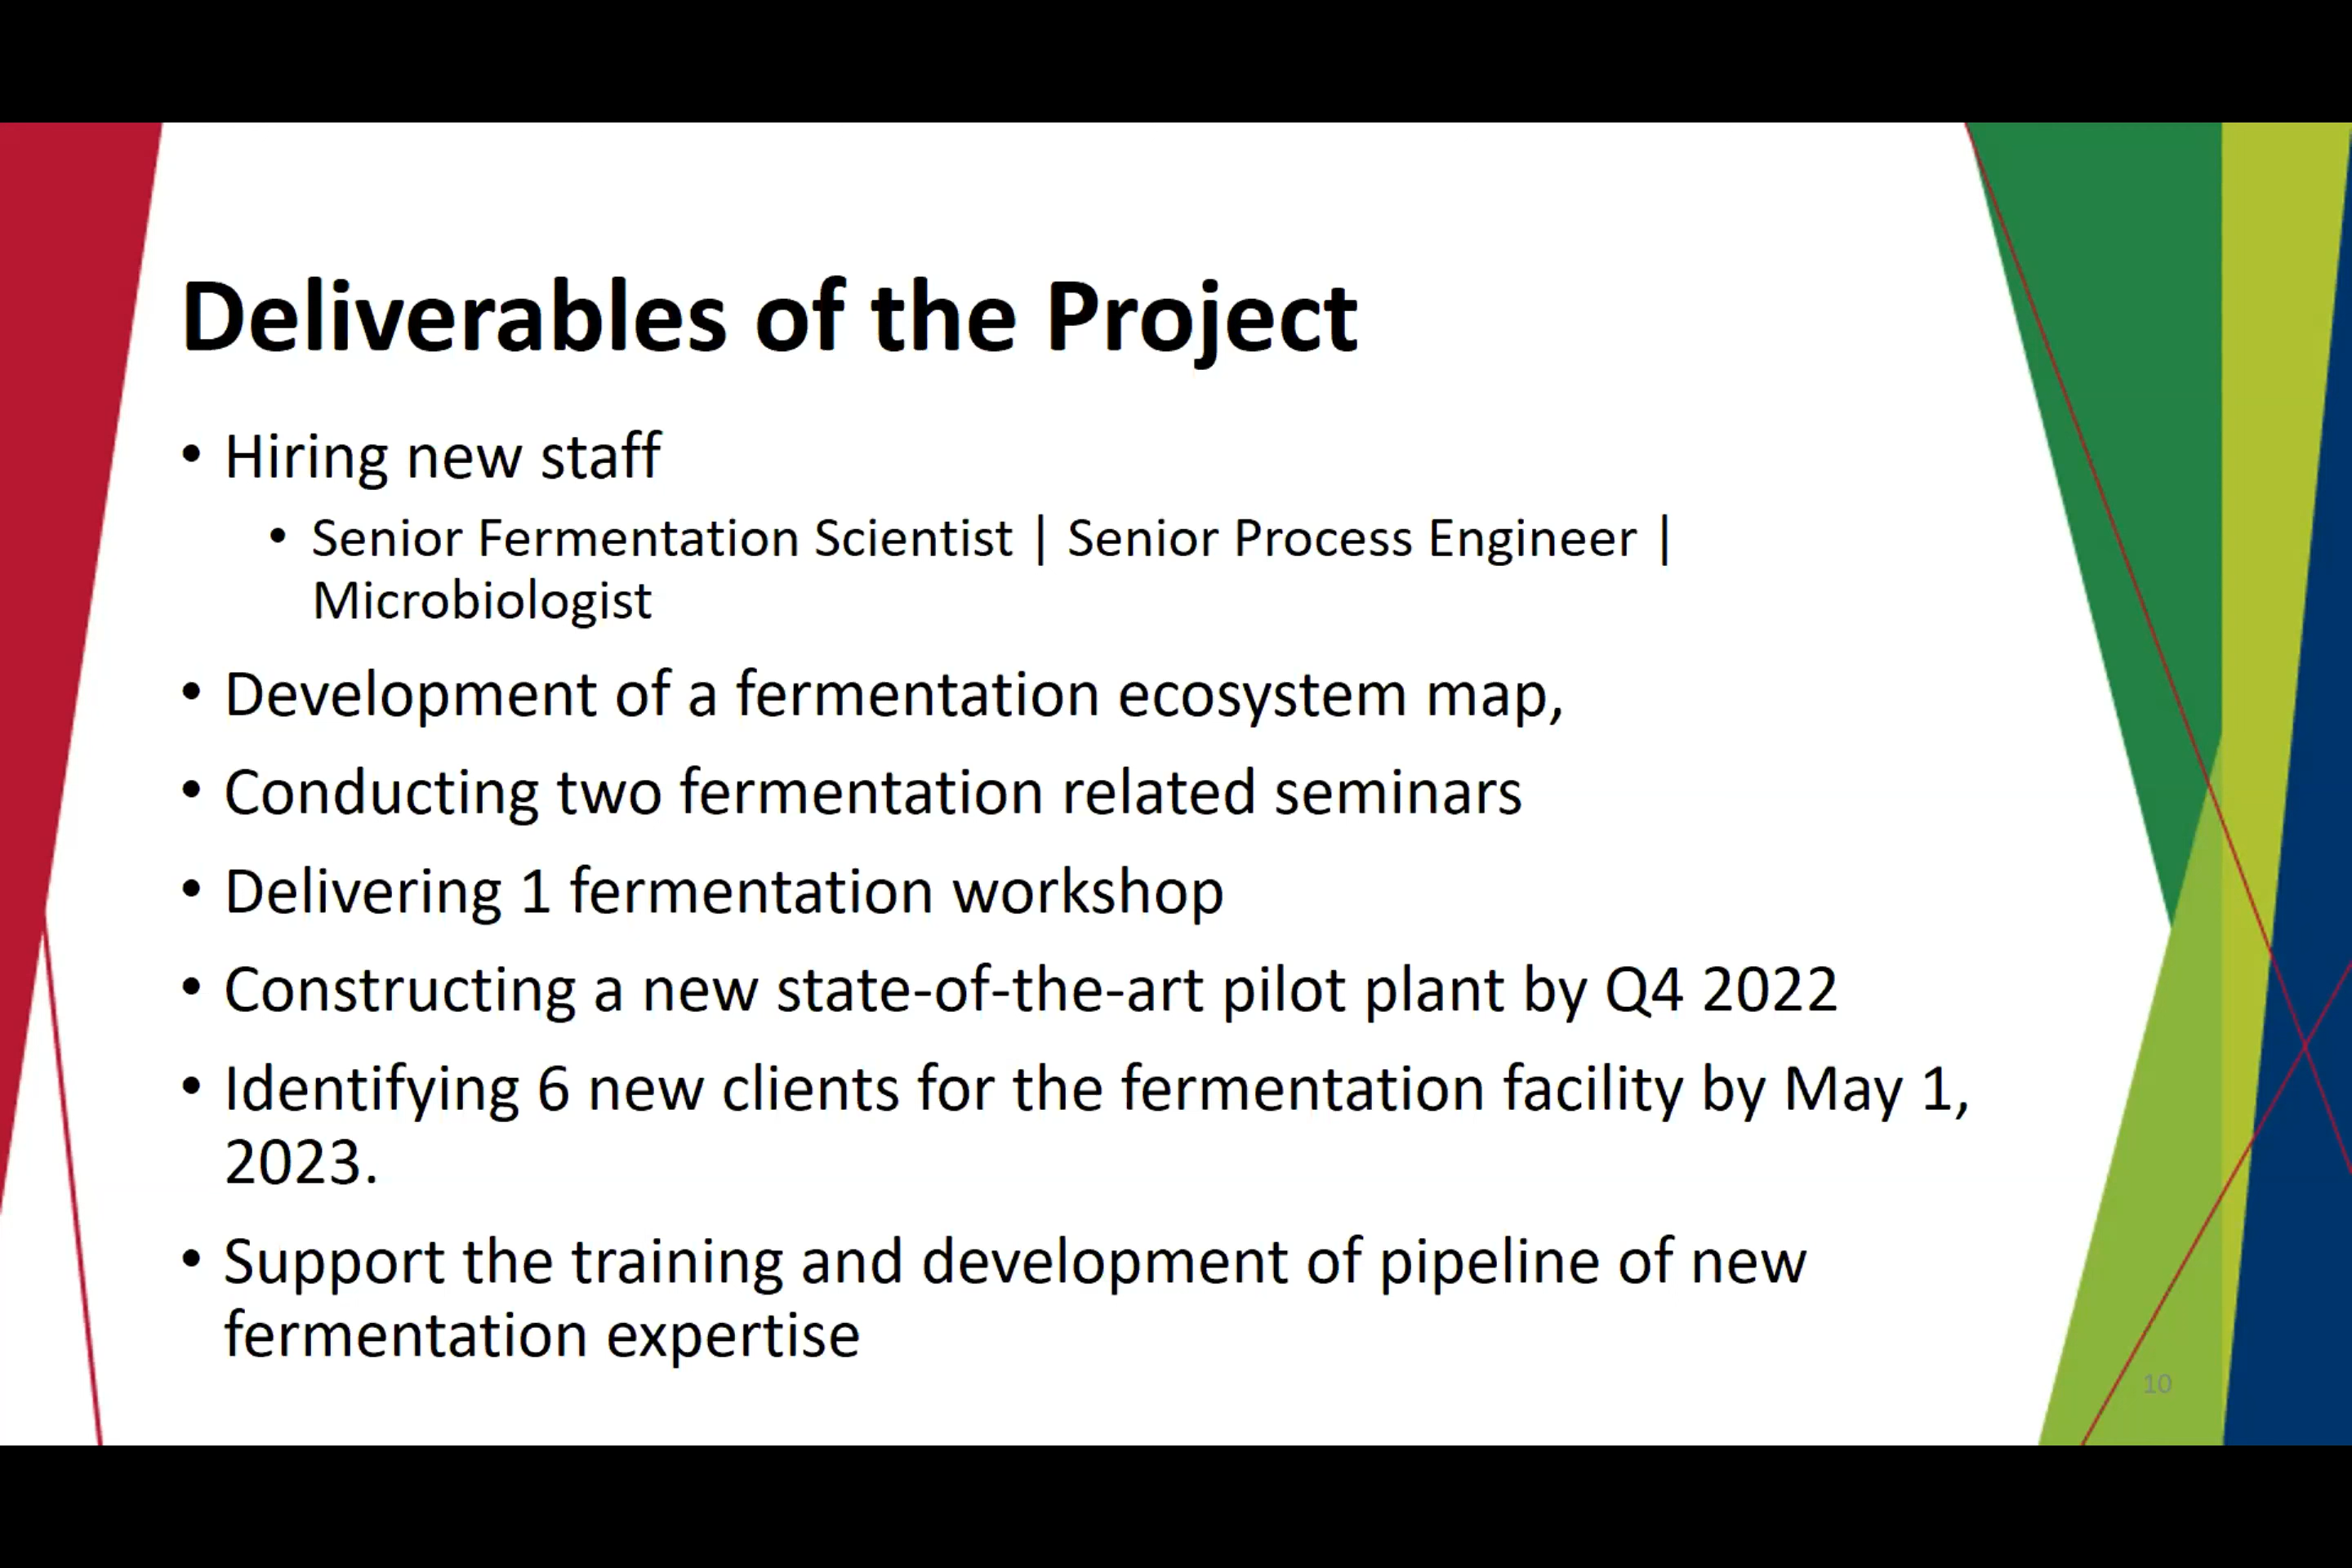 Deliverables of the Project
• Hiring new staff
• Senior Fermentation Scientist | Senior Process Engineer |
Microbiologist
• Development of a fermentation ecosystem map,
• Conducting two fermentation related seminars
• Delivering 1 fermentation workshop
• Constructing a new state-of-the-art pilot plant by Q4 2022
• Identifying 6 new clients for the fermentation facility by May 1,
2023.
• Support the training and development of pipeline of new
fermentation expertise
10